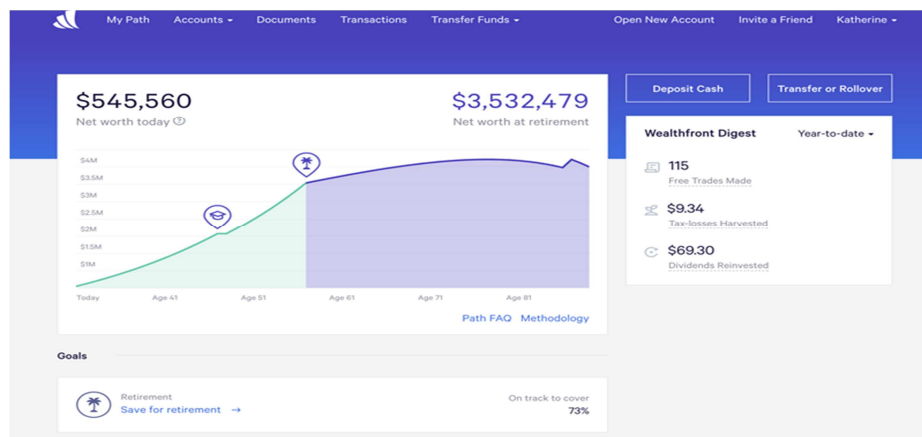 My Path Accounts Documents Transactions Transfer Funds Open New Account Invite a Friend Katherine
$545,560
Net worth today
$3,532,479
Net worth at retirement
$4M
$3.5M
$3M
$2.5M
$2M
$1.5M
$1M
Today Age 41 Age 51 Age 61 Age 71 Age 81
Path FAQ Methodology
Deposit Cash Transfer or Rollover
Wealthfront Digest Year-to-date
115
Free Trades Made
$9.34
Tax-losses Harvested
$69.30
Dividends Reinvested
Goals
Retirement
Save for retirement →
On track to cover
73%